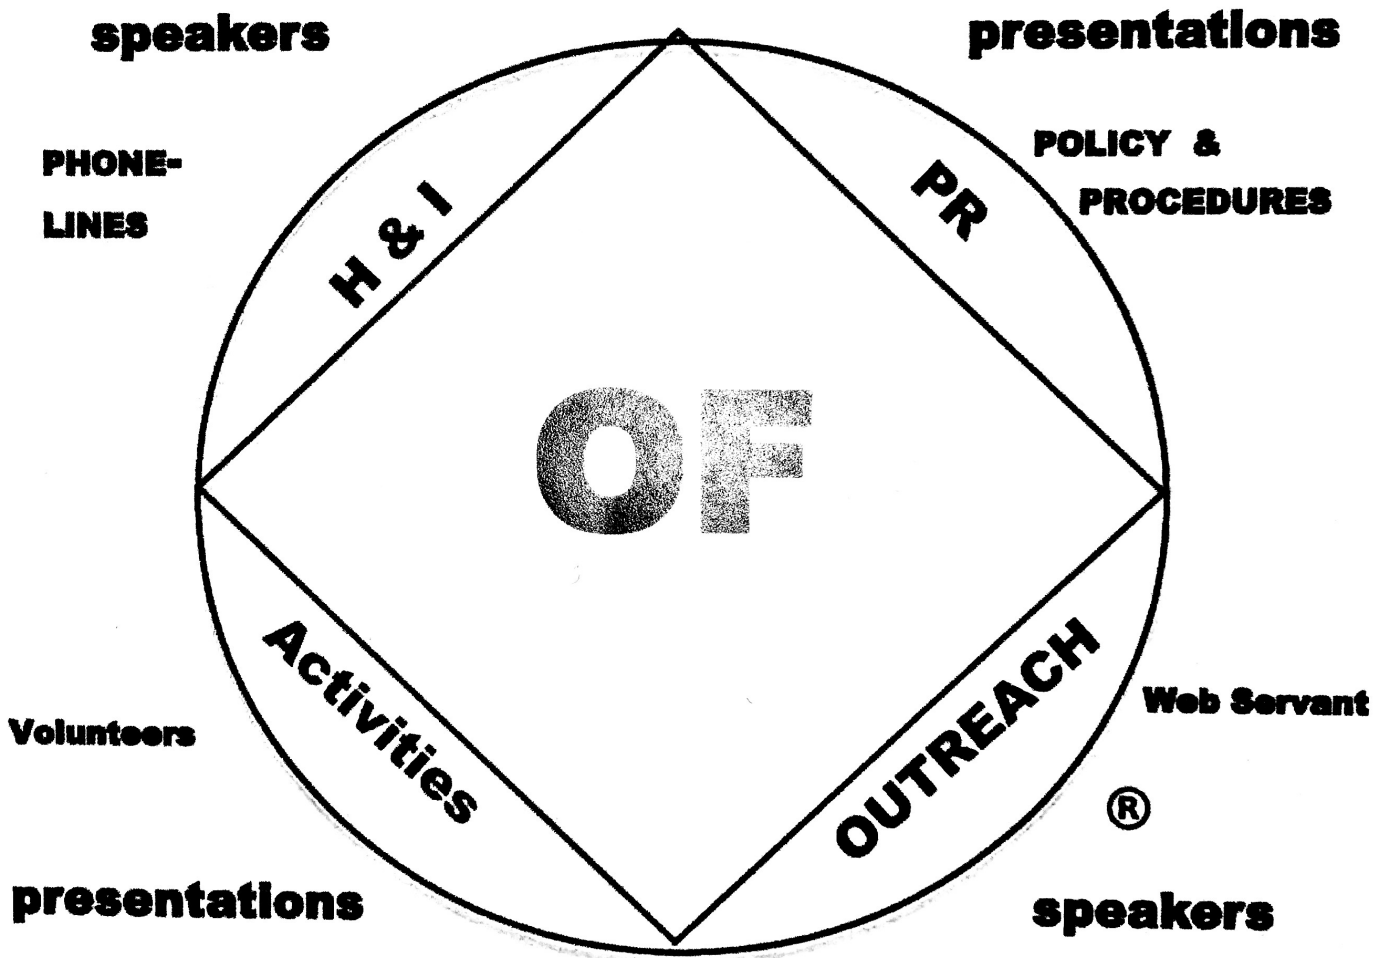 speakers
presentations
PHONE-
LINES
POLICY &
PROCEDURES
H & I
PR
OF
Activities
OUTREACH
Volunteers
Web Servant
®
presentations
speakers